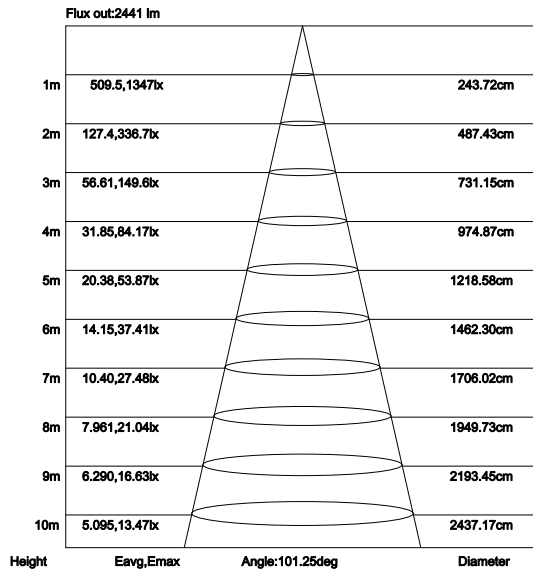 Flux out:2441 lm
1m 509.5,1347lx 243.72cm
2m 127.4,336.7lx 487.43cm
3m 56.61,149.6lx 731.15cm
4m 31.85,84.17lx 974.87cm
5m 20.38,53.87lx 1218.58cm
6m 14.15,37.41lx 1462.30cm
7m 10.40,27.48lx 1706.02cm
8m 7.961,21.04lx 1949.73cm
9m 6.290,16.63lx 2193.45cm
10m 5.095,13.47lx 2437.17cm
Height Eavg,Emax Angle:101.25deg Diameter